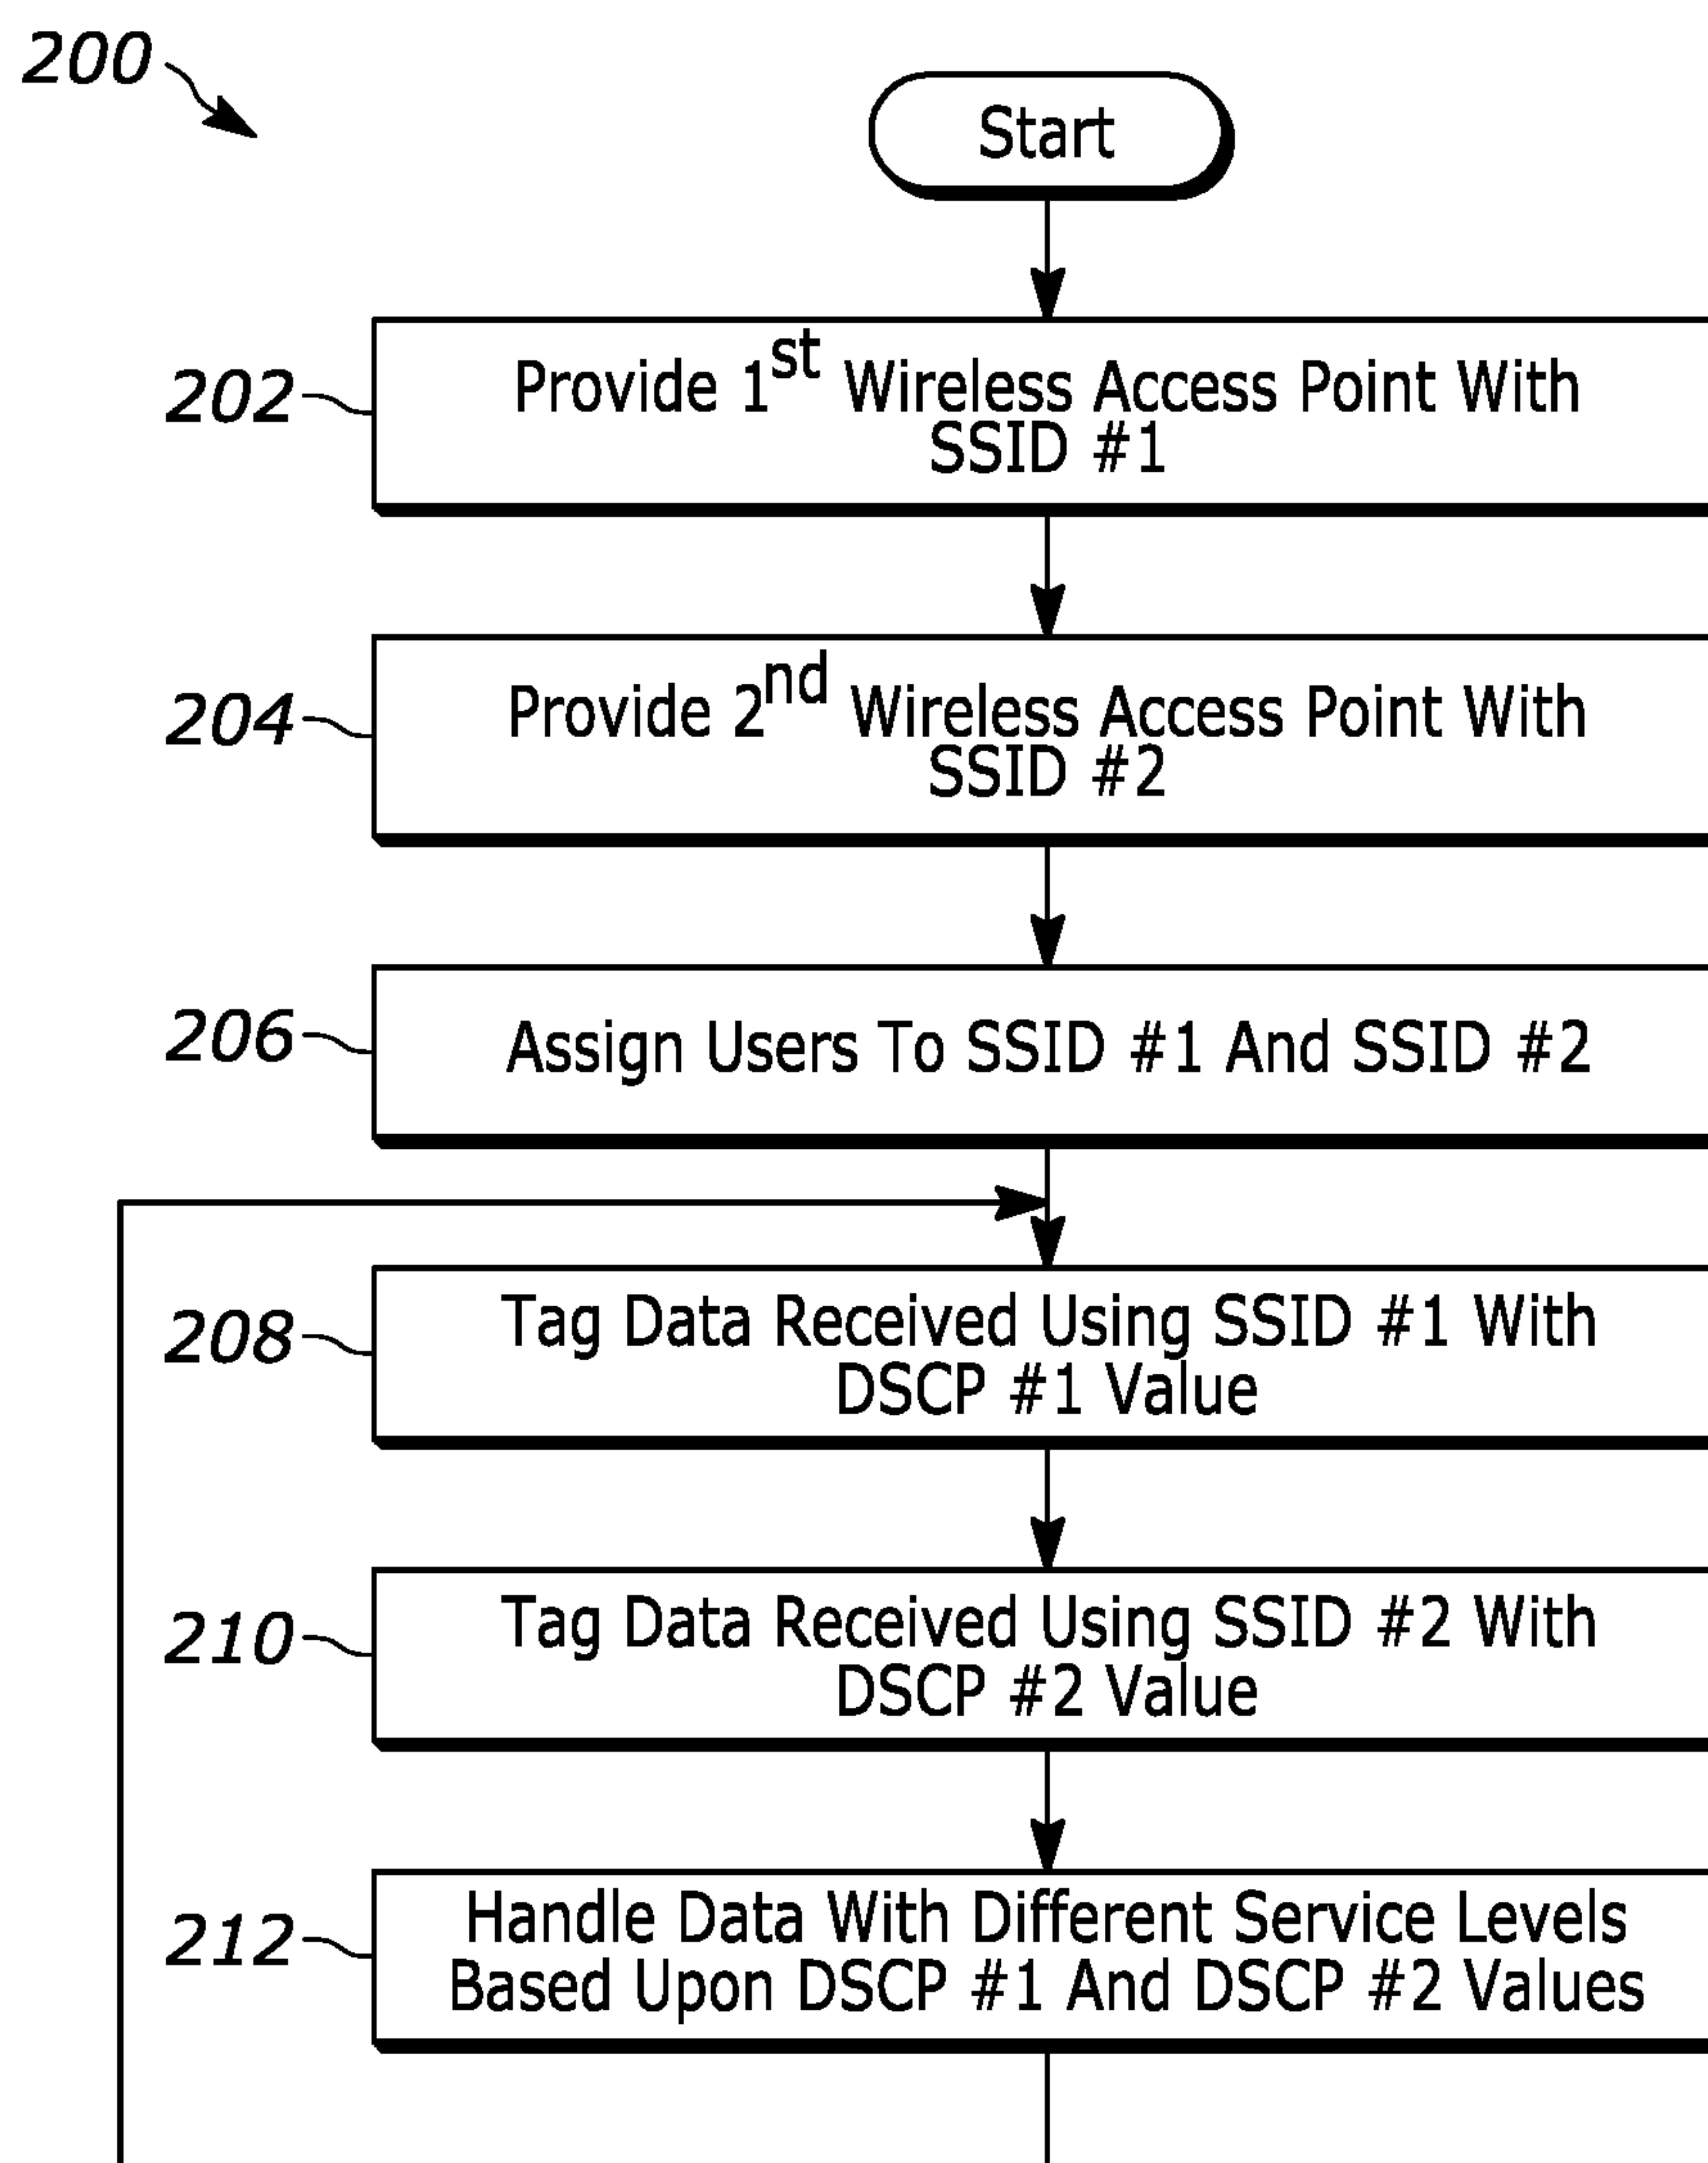 200
Start
202
Provide 1st Wireless Access Point With
SSID #1
204
Provide 2nd Wireless Access Point With
SSID #2
206
Assign Users To SSID #1 And SSID #2
208
Tag Data Received Using SSID #1 With
DSCP #1 Value
210
Tag Data Received Using SSID #2 With
DSCP #2 Value
212
Handle Data With Different Service Levels
Based Upon DSCP #1 And DSCP #2 Values